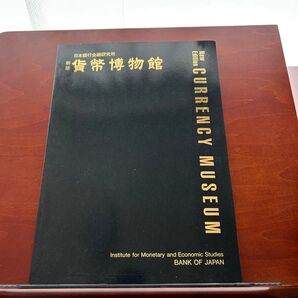 日本銀行金融研究所
新版 貨幣博物館
New Edition CURRENCY MUSEUM
Institute for Monetary and Economic Studies
BANK OF JAPAN